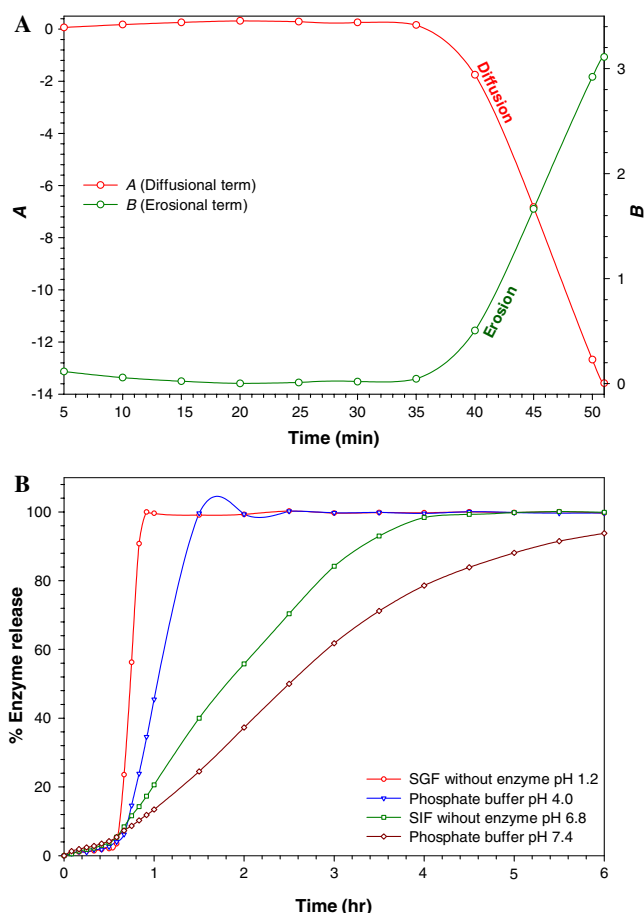 A
0
-2
-4
-6
-8
-10
-12
-14
A
3
2
1
0
B
Diffusion
Erosion
A (Diffusional term)
B (Erosional term)
5 10 15 20 25 30 35 40 45 50
Time (min)
B
100
80
60
40
20
0
% Enzyme release
SGF without enzyme pH 1.2
Phosphate buffer pH 4.0
SIF without enzyme pH 6.8
Phosphate buffer pH 7.4
0 1 2 3 4 5 6
Time (hr)